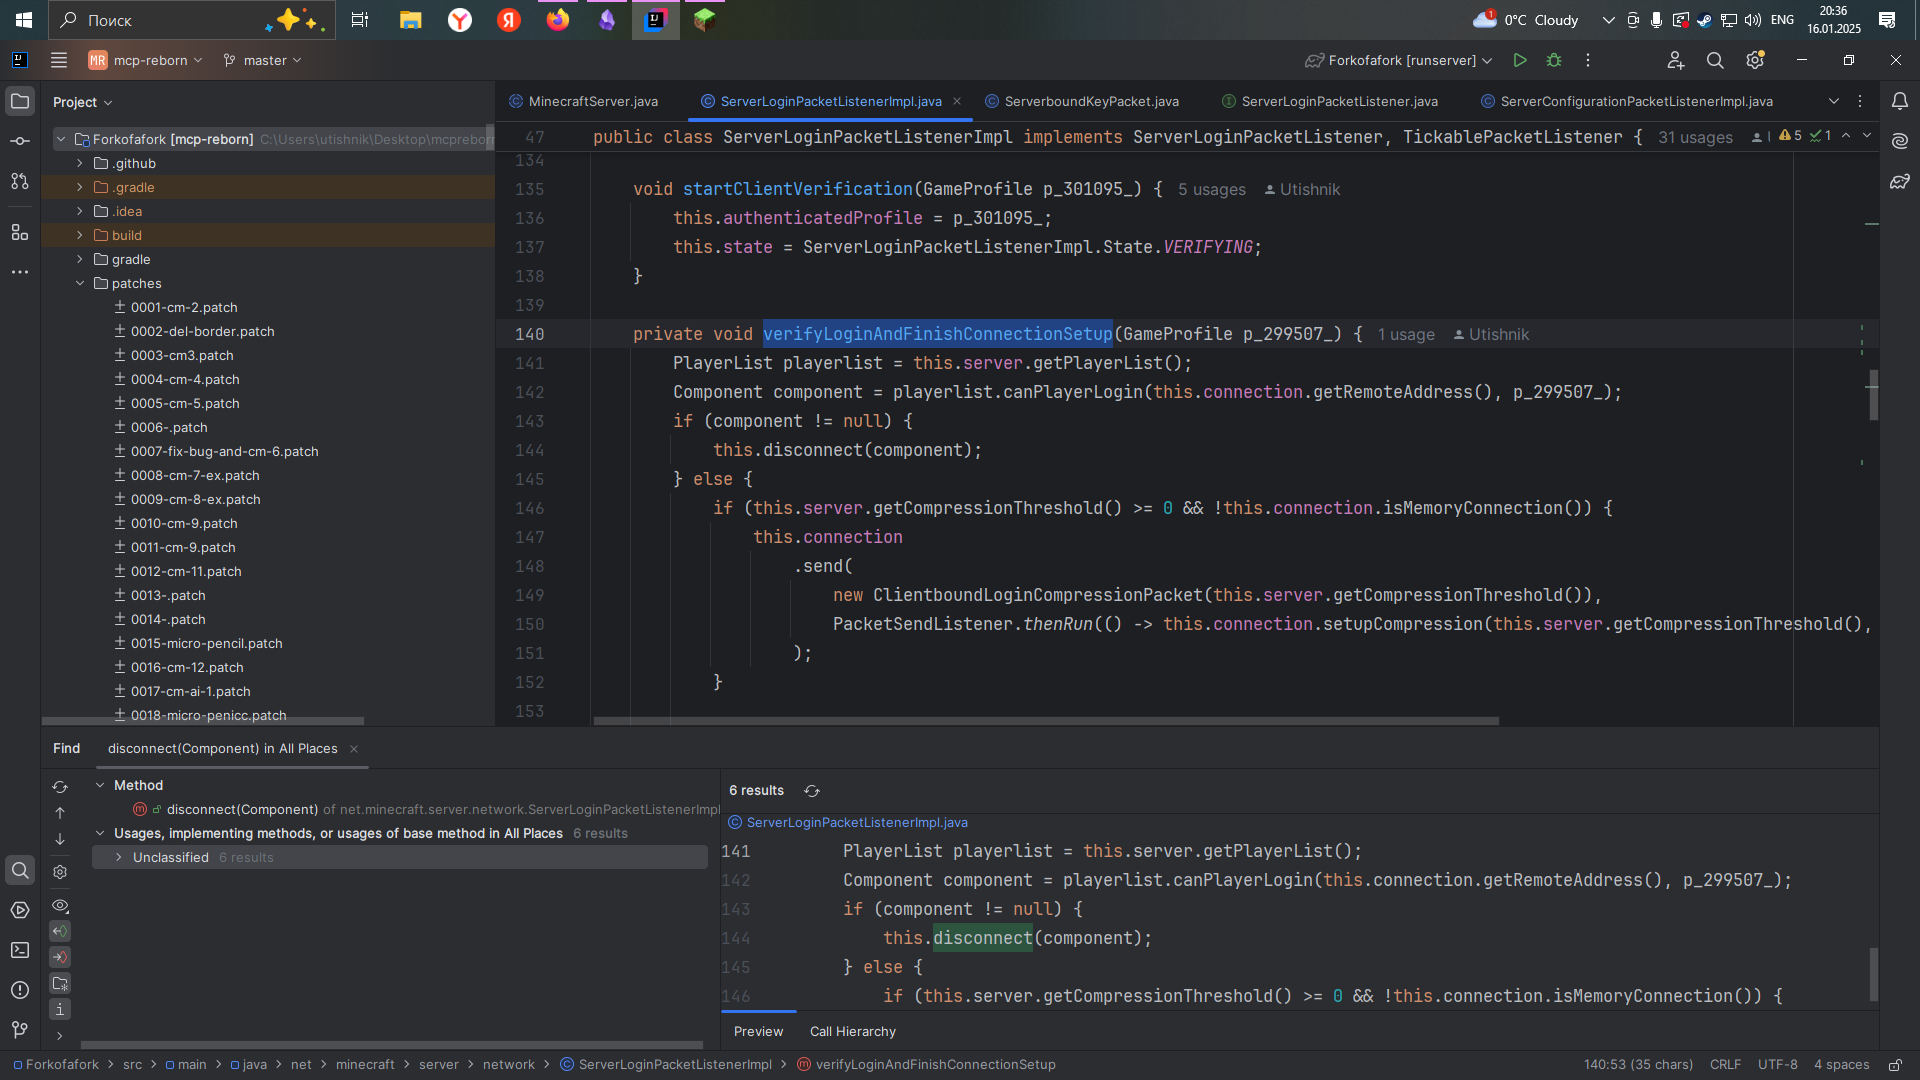 Поиск
0°C Cloudy
ENG
20:36
16.01.2025
MR mcp-reborn
master
Forkofafork [runserver]
Project
MinecraftServer.java
ServerLoginPacketListenerImpl.java
ServerboundKeyPacket.java
ServerLoginPacketListener.java
ServerConfigurationPacketListenerImpl.java
Forkofafork [mcp-reborn] C:\Users\utishnik\Desktop\mcprebor
.github
.gradle
.idea
build
gradle
patches
0001-cm-2.patch
0002-del-border.patch
0003-cm3.patch
0004-cm-4.patch
0005-cm-5.patch
0006-.patch
0007-fix-bug-and-cm-6.patch
0008-cm-7-ex.patch
0009-cm-8-ex.patch
0010-cm-9.patch
0011-cm-9.patch
0012-cm-11.patch
0013-.patch
0014-.patch
0015-micro-pencil.patch
0016-cm-12.patch
0017-cm-ai-1.patch
0018-micro-penicc.patch
47 public class ServerLoginPacketListenerImpl implements ServerLoginPacketListener, TickablePacketListener { 31 usages 5 1
134
135 void startClientVerification(GameProfile p_301095_) { 5 usages Utishnik
136 this.authenticatedProfile = p_301095_;
137 this.state = ServerLoginPacketListenerImpl.State.VERIFYING;
138 }
139
140 private void verifyLoginAndFinishConnectionSetup(GameProfile p_299507_) { 1 usage Utishnik
141 PlayerList playerlist = this.server.getPlayerList();
142 Component component = playerlist.canPlayerLogin(this.connection.getRemoteAddress(), p_299507_);
143 if (component != null) {
144 this.disconnect(component);
145 } else {
146 if (this.server.getCompressionThreshold() >= 0 && !this.connection.isMemoryConnection()) {
147 this.connection
148 .send(
149 new ClientboundLoginCompressionPacket(this.server.getCompressionThreshold()),
150 PacketSendListener.thenRun(() -> this.connection.setupCompression(this.server.getCompressionThreshold(),
151 );
152 }
153
Find
disconnect(Component) in All Places
Method
disconnect(Component) of net.minecraft.server.network.ServerLoginPacketListenerImpl
Usages, implementing methods, or usages of base method in All Places 6 results
Unclassified 6 results
6 results
ServerLoginPacketListenerImpl.java
141 PlayerList playerlist = this.server.getPlayerList();
142 Component component = playerlist.canPlayerLogin(this.connection.getRemoteAddress(), p_299507_);
143 if (component != null) {
144 this.disconnect(component);
145 } else {
146 if (this.server.getCompressionThreshold() >= 0 && !this.connection.isMemoryConnection()) {
Preview
Call Hierarchy
Forkofafork > src > main > java > net > minecraft > server > network > ServerLoginPacketListenerImpl > verifyLoginAndFinishConnectionSetup
140:53 (35 chars)
CRLF
UTF-8
4 spaces